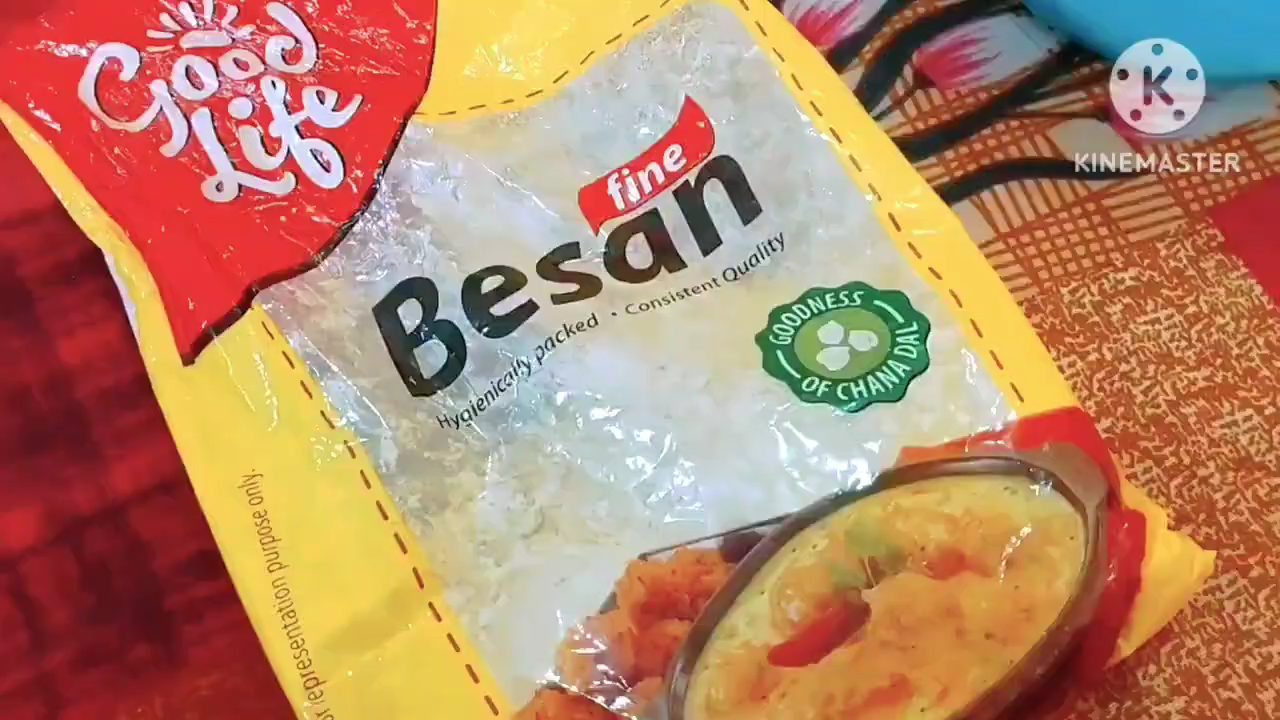 Good
Life
fine
Besan
Hygienically packed • Consistent Quality
GOODNESS
OF CHANA DAL
representation purpose only.
K
KINEMASTER